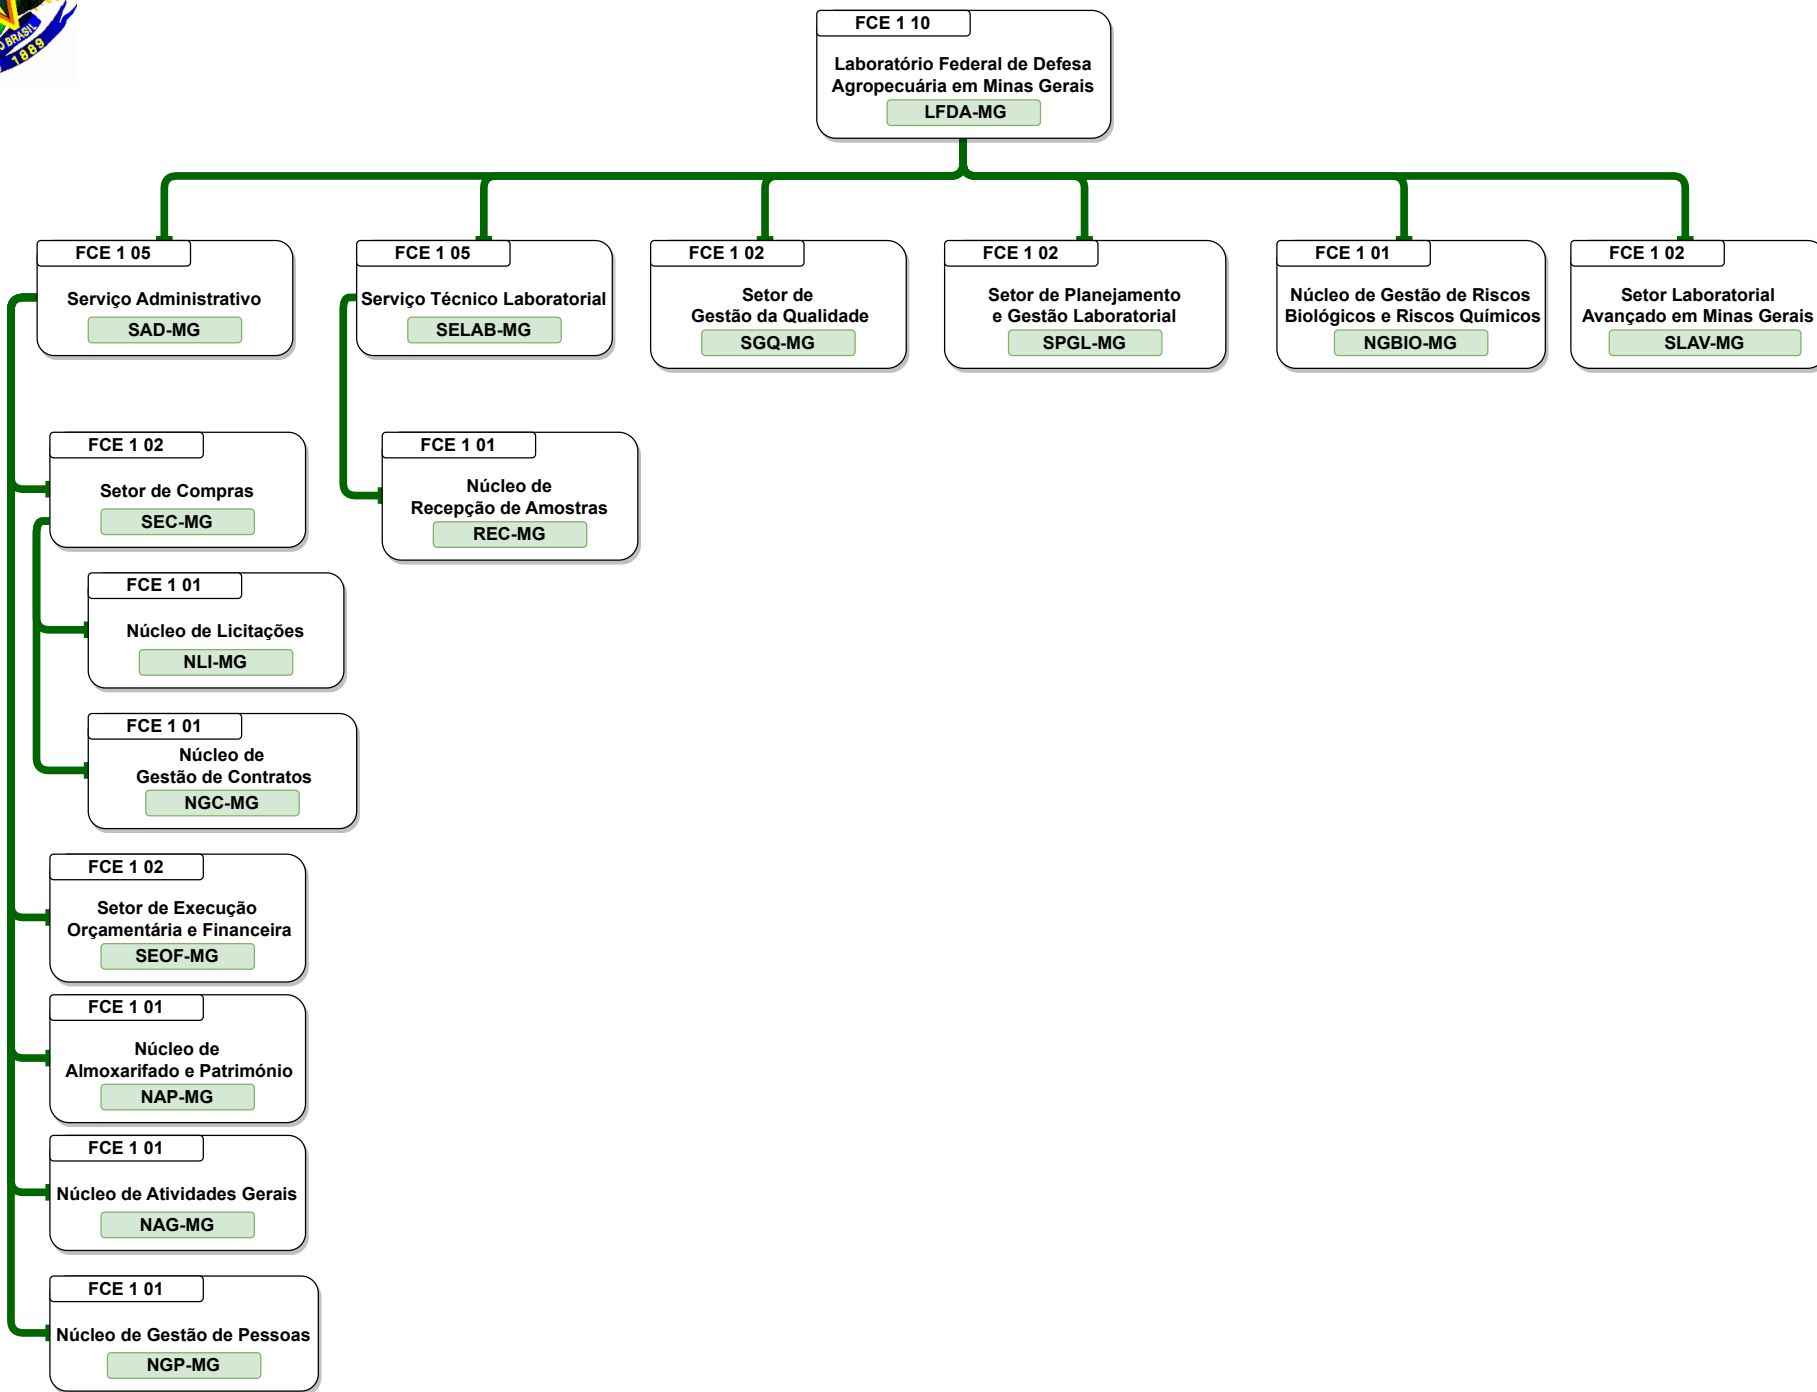 O BRASIL
1889
FCE 1 10
Laboratório Federal de Defesa
Agropecuária em Minas Gerais
LFDA-MG
FCE 1 05
Serviço Administrativo
SAD-MG
FCE 1 05
Serviço Técnico Laboratorial
SELAB-MG
FCE 1 02
Setor de
Gestão da Qualidade
SGQ-MG
FCE 1 02
Setor de Planejamento
e Gestão Laboratorial
SPGL-MG
FCE 1 01
Núcleo de Gestão de Riscos
Biológicos e Riscos Químicos
NGBIO-MG
FCE 1 02
Setor Laboratorial
Avançado em Minas Gerais
SLAV-MG
FCE 1 02
Setor de Compras
SEC-MG
FCE 1 01
Núcleo de
Recepção de Amostras
REC-MG
FCE 1 01
Núcleo de Licitações
NLI-MG
FCE 1 01
Núcleo de
Gestão de Contratos
NGC-MG
FCE 1 02
Setor de Execução
Orçamentária e Financeira
SEOF-MG
FCE 1 01
Núcleo de
Almoxarifado e Património
NAP-MG
FCE 1 01
Núcleo de Atividades Gerais
NAG-MG
FCE 1 01
Núcleo de Gestão de Pessoas
NGP-MG